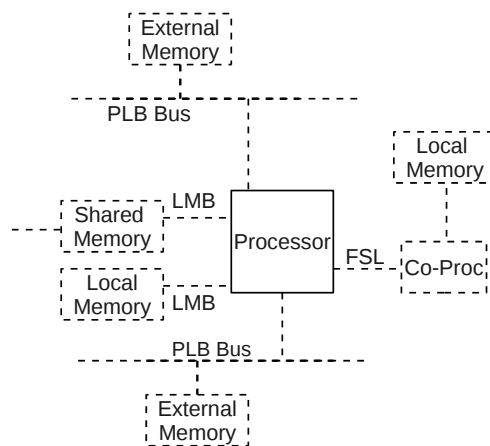 External
Memory
PLB Bus
Local
Memory
LMB
Shared
Memory
Processor
FSL
Co-Proc
Local
Memory
LMB
PLB Bus
External
Memory